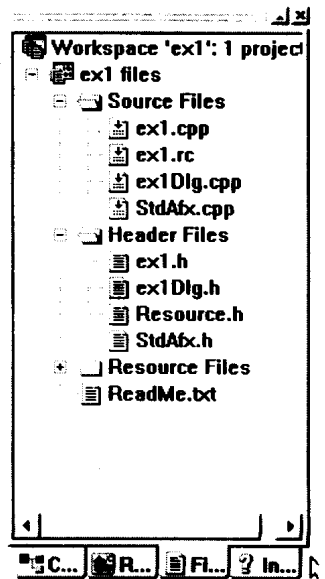 Workspace 'ex1': 1 project
ex1 files
Source Files
ex1.cpp
ex1.rc
ex1Dlg.cpp
StdAfx.cpp
Header Files
ex1.h
ex1Dlg.h
Resource.h
StdAfx.h
Resource Files
ReadMe.txt
C... R... Fi... In...